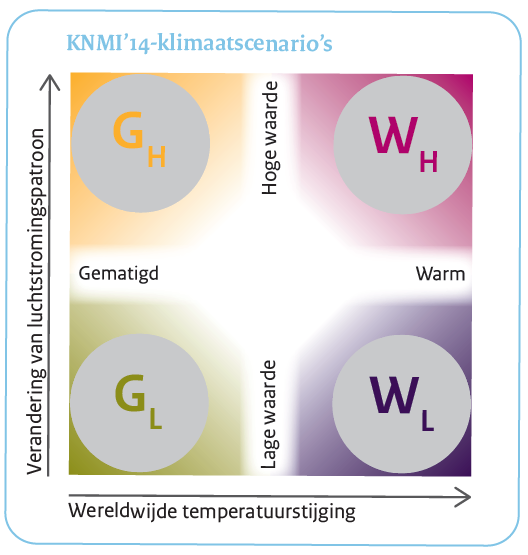 KNMI'14-klimaatscenario's
Verandering van luchtstromingspatroon
Hoge waarde
GH
WH
Gematigd
Warm
GL
WL
Lage waarde
Wereldwijde temperatuurstijging